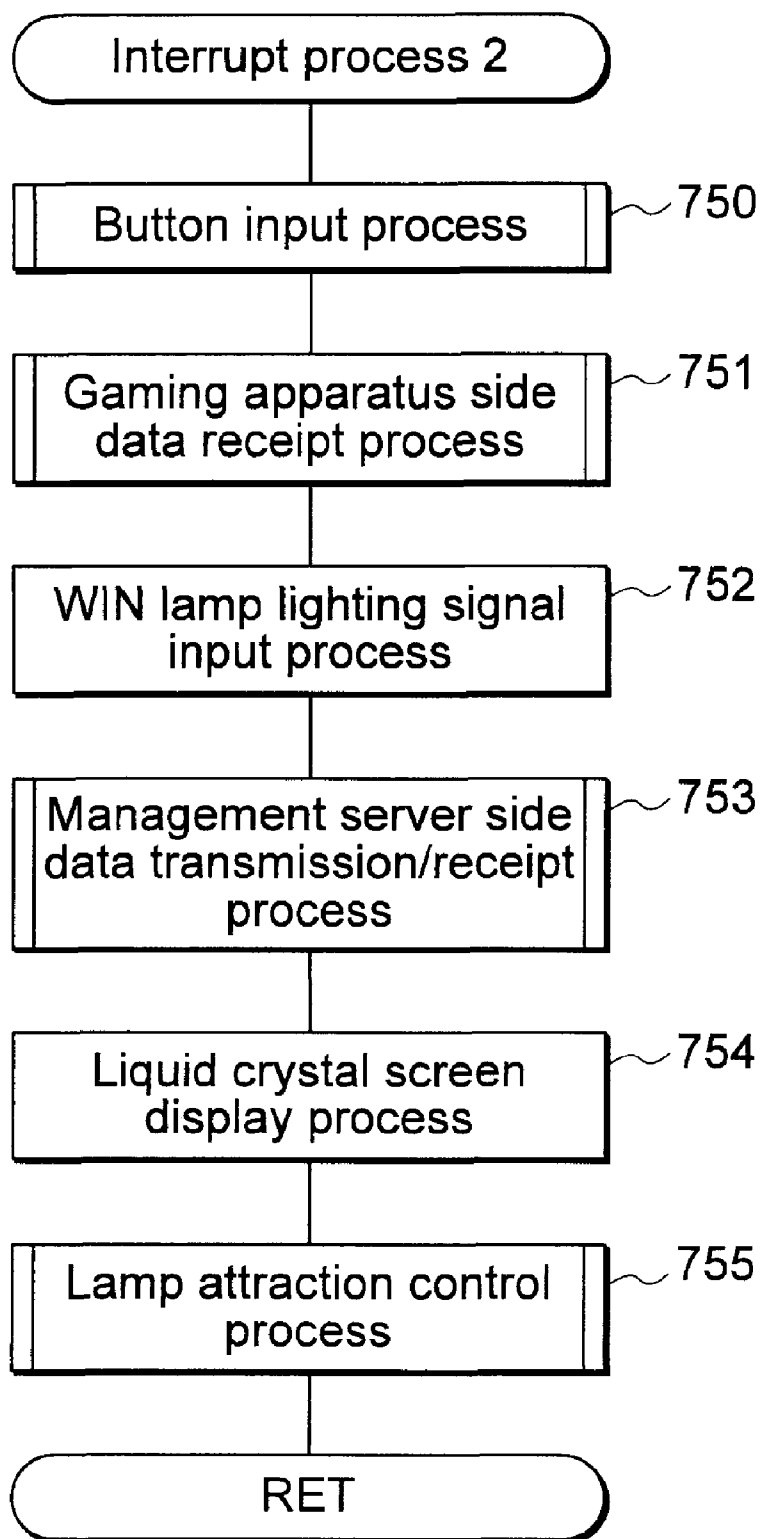 Interrupt process 2
Button input process
750
Gaming apparatus side
data receipt process
751
WIN lamp lighting signal
input process
752
Management server side
data transmission/receipt
process
753
Liquid crystal screen
display process
754
Lamp attraction control
process
755
RET